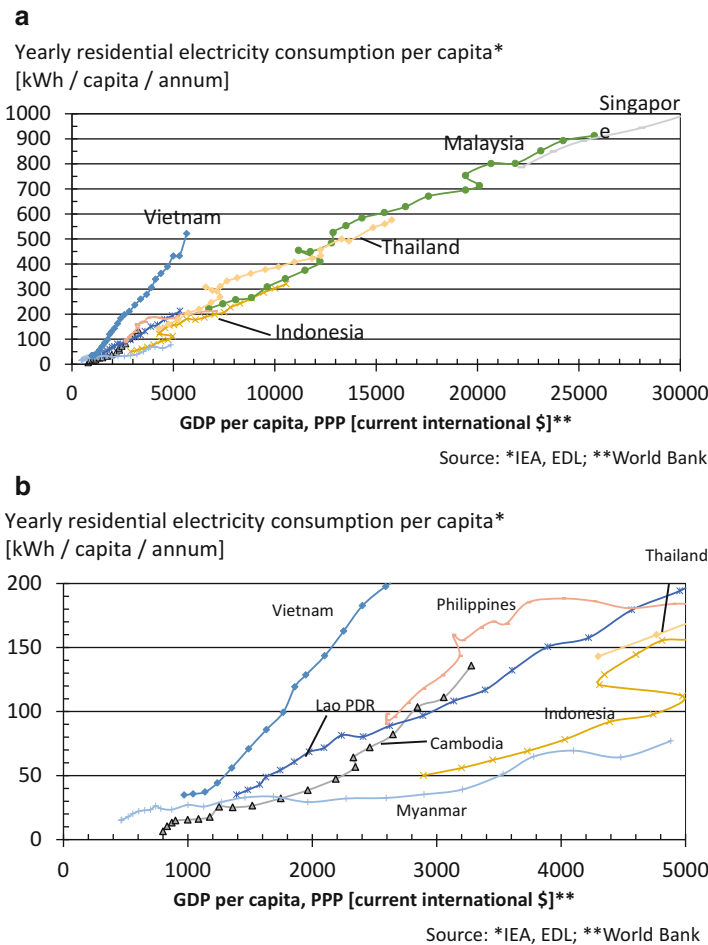 a
Yearly residential electricity consumption per capita*
[kWh / capita / annum]
1000
900
800
700
600
500
400
300
200
100
0
Singapor
e
Malaysia
Vietnam
Thailand
Indonesia
0 5000 10000 15000 20000 25000 30000
GDP per capita, PPP [current international $]**
Source: *IEA, EDL; **World Bank
b
Yearly residential electricity consumption per capita*
[kWh / capita / annum]
Thailand
200
150
100
50
0
Vietnam
Philippines
Lao PDR
Indonesia
Cambodia
Myanmar
0 1000 2000 3000 4000 5000
GDP per capita, PPP [current international $]**
Source: *IEA, EDL; **World Bank